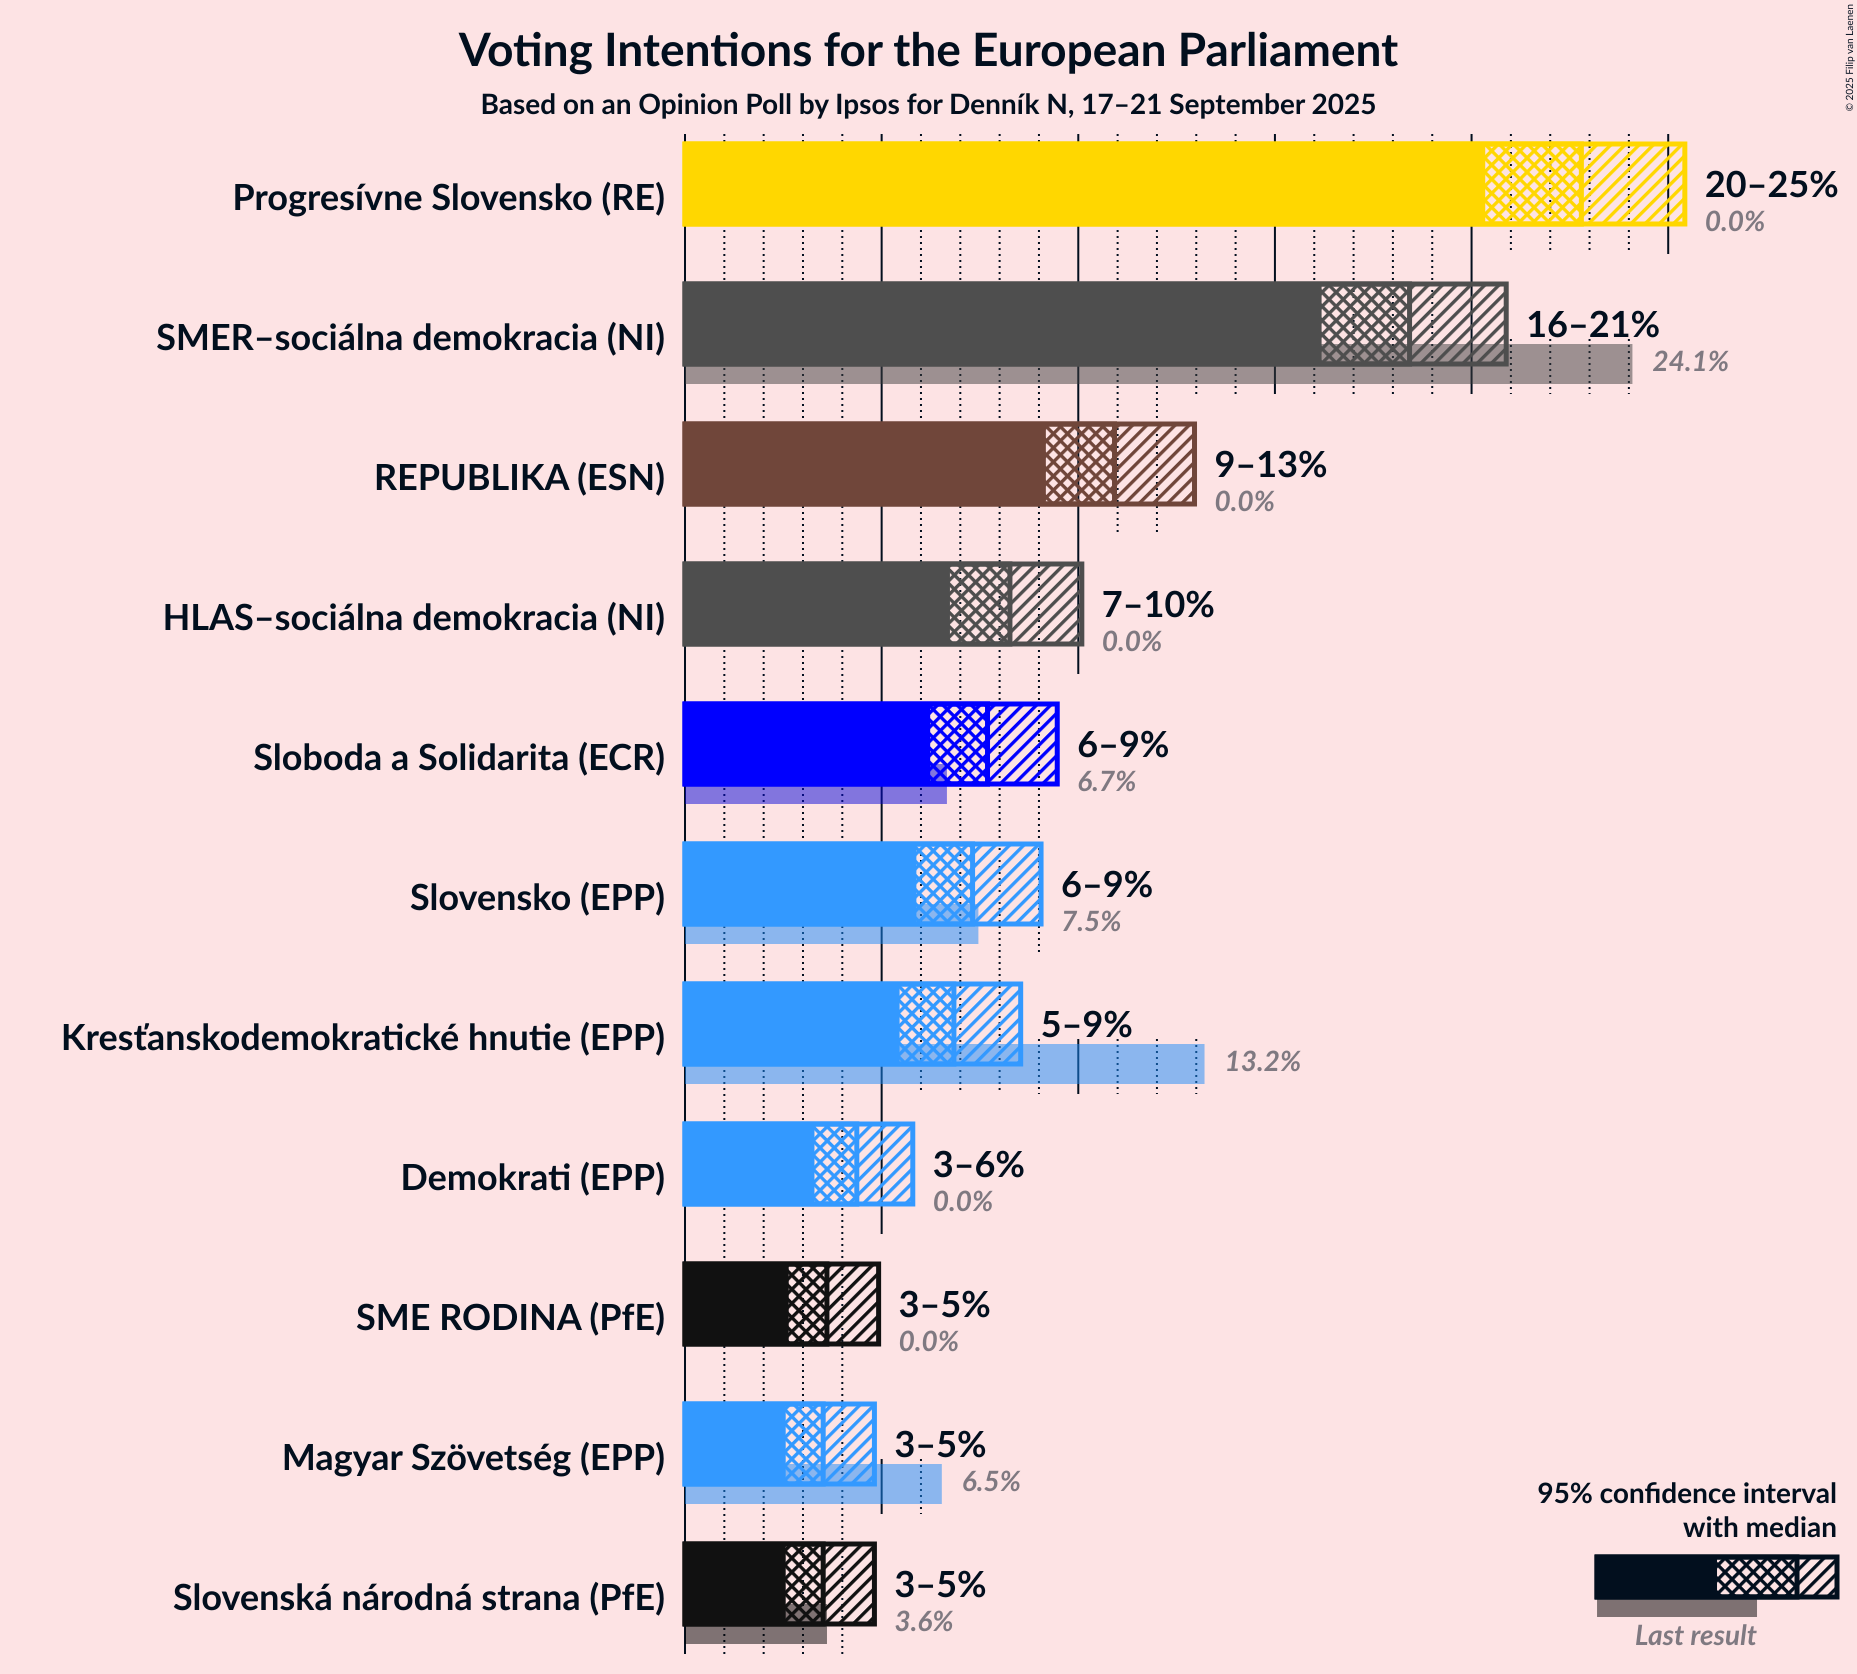 Voting Intentions for the European Parliament
Based on an Opinion Poll by Ipsos for Denník N, 17–21 September 2025
© 2025 Filip van Laenen
Progresívne Slovensko (RE)
20–25%
0.0%
SMER–sociálna demokracia (NI)
16–21%
24.1%
REPUBLIKA (ESN)
9–13%
0.0%
HLAS–sociálna demokracia (NI)
7–10%
0.0%
Sloboda a Solidarita (ECR)
6–9%
6.7%
Slovensko (EPP)
6–9%
7.5%
Kresťanskodemokratické hnutie (EPP)
5–9%
13.2%
Demokrati (EPP)
3–6%
0.0%
SME RODINA (PfE)
3–5%
0.0%
Magyar Szövetség (EPP)
3–5%
6.5%
Slovenská národná strana (PfE)
3–5%
3.6%
95% confidence interval
with median
Last result